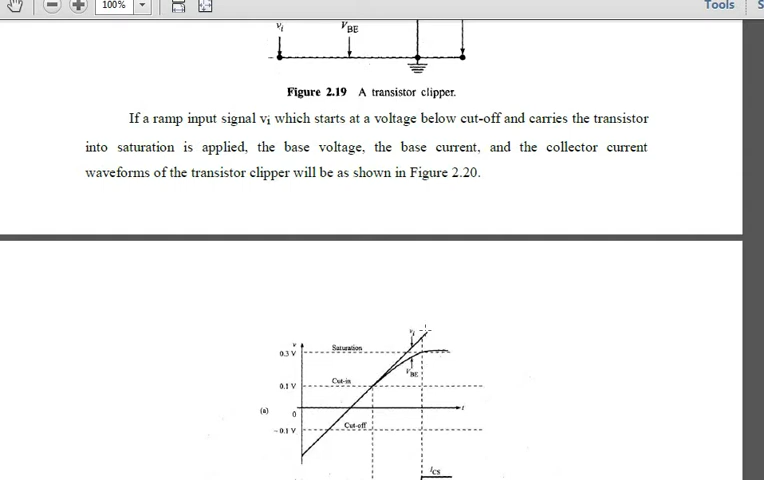 100%
Tools
vi
VBE
Figure 2.19 A transistor clipper.
If a ramp input signal vi which starts at a voltage below cut-off and carries the transistor
into saturation is applied, the base voltage, the base current, and the collector current
waveforms of the transistor clipper will be as shown in Figure 2.20.
v
vi
0.3 V
Saturation
VBE
0.1 V
Cut-in
(a)
0
t
-0.1 V
Cut-off
ICS